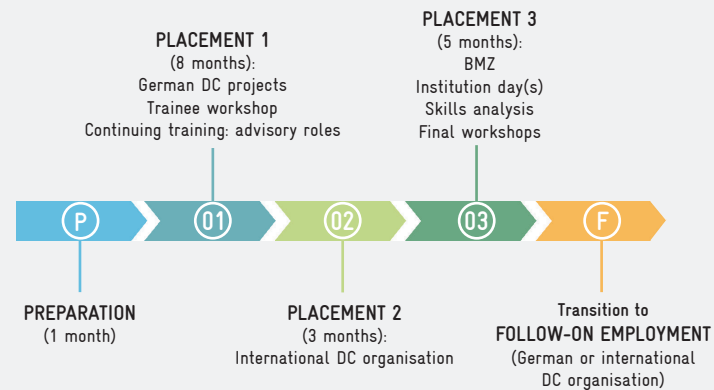 PLACEMENT 1
(8 months):
German DC projects
Trainee workshop
Continuing training: advisory roles
PLACEMENT 3
(5 months):
BMZ
Institution day(s)
Skills analysis
Final workshops
P
01
02
03
F
PREPARATION
(1 month)
PLACEMENT 2
(3 months):
International DC organisation
Transition to
FOLLOW-ON EMPLOYMENT
(German or international
DC organisation)